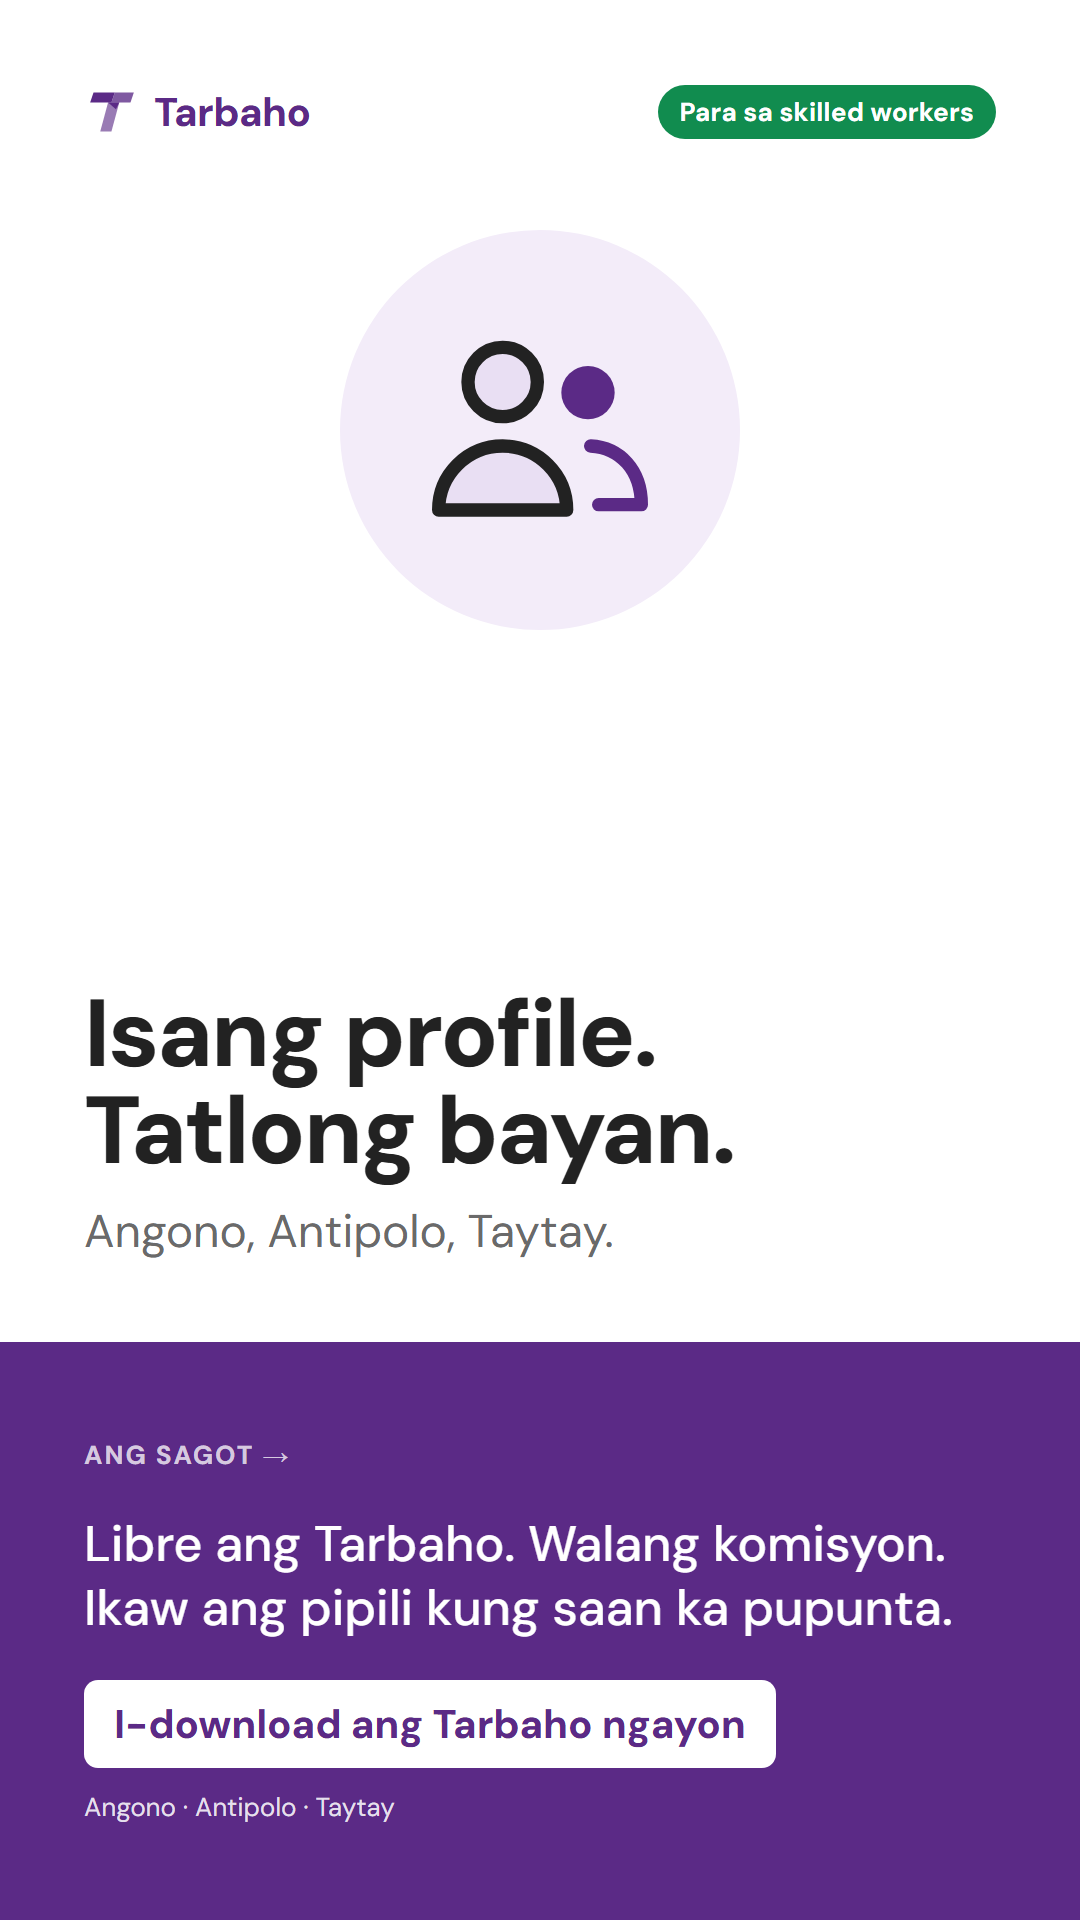 Tarbaho
Para sa skilled workers
Isang profile.
Tatlong bayan.
Angono, Antipolo, Taytay.
ANG SAGOT →
Libre ang Tarbaho. Walang komisyon.
Ikaw ang pipili kung saan ka pupunta.
I-download ang Tarbaho ngayon
Angono · Antipolo · Taytay